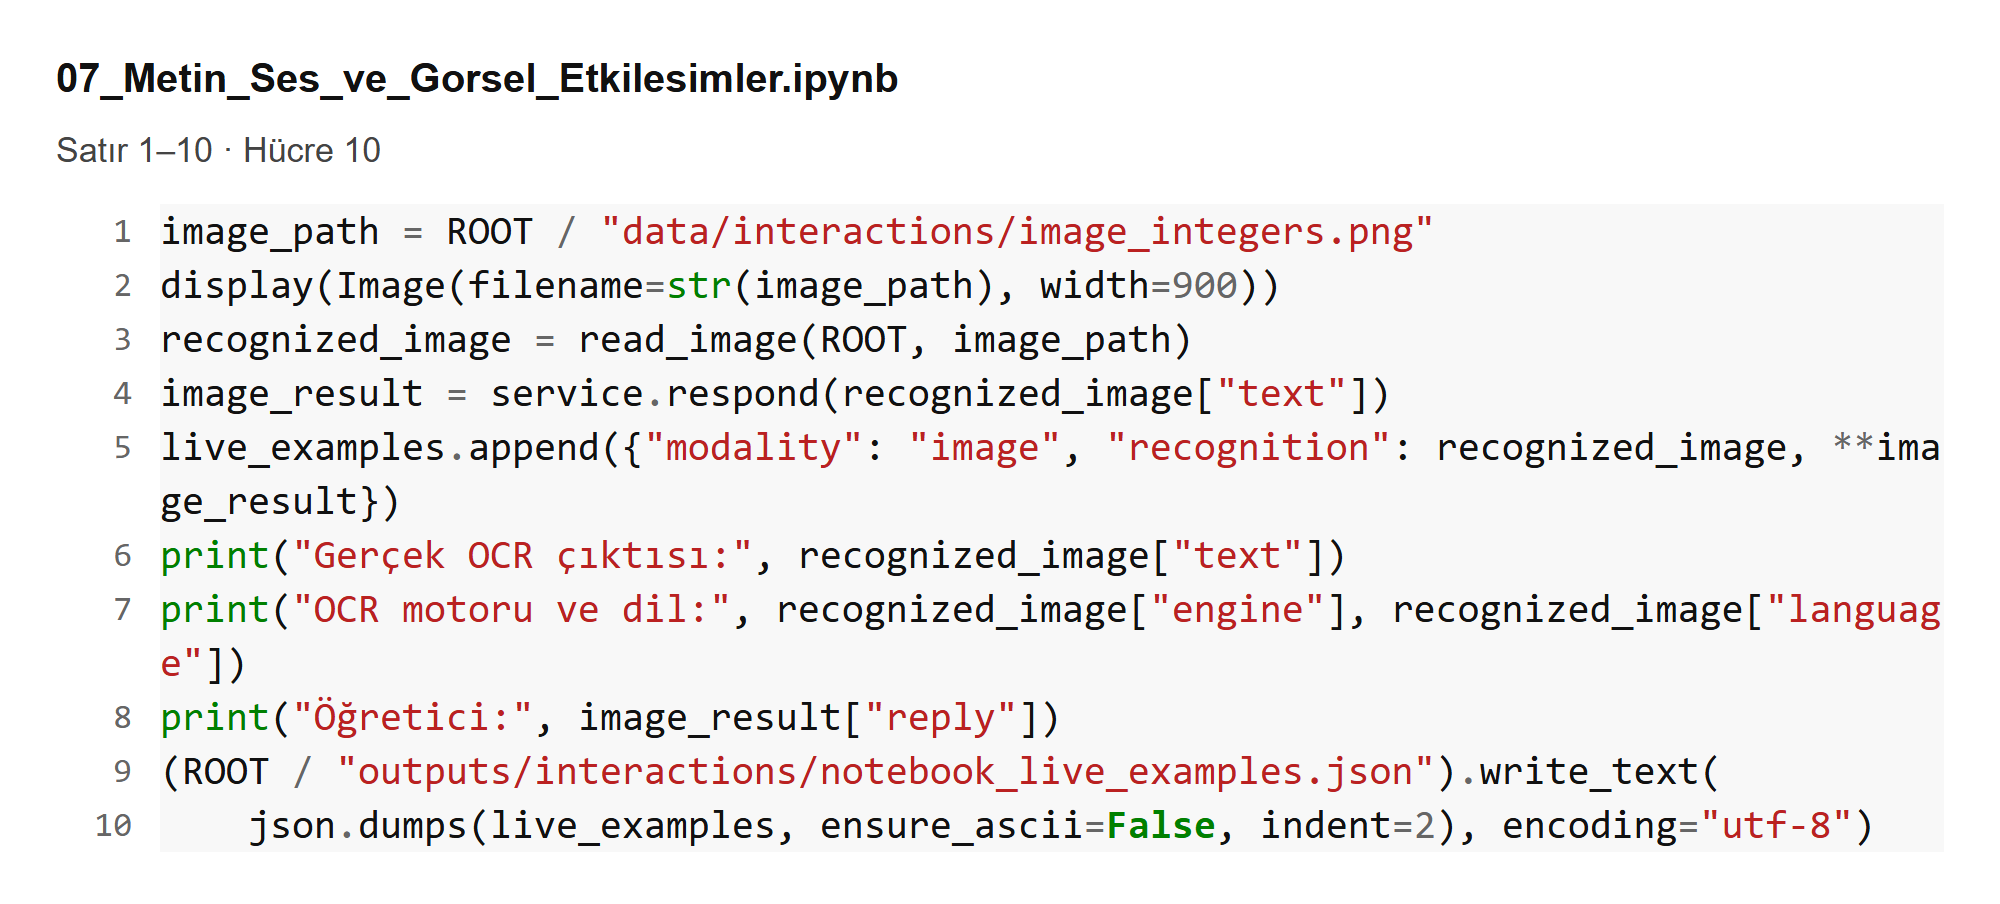 07_Metin_Ses_ve_Gorsel_Etkilesimler.ipynb
Satır 1–10 · Hücre 10
1 image_path = ROOT / "data/interactions/image_integers.png"
2 display(Image(filename=str(image_path), width=900))
3 recognized_image = read_image(ROOT, image_path)
4 image_result = service.respond(recognized_image["text"])
5 live_examples.append({"modality": "image", "recognition": recognized_image, **ima
ge_result})
6 print("Gerçek OCR çıktısı:", recognized_image["text"])
7 print("OCR motoru ve dil:", recognized_image["engine"], recognized_image["languag
e"])
8 print("Öğretici:", image_result["reply"])
9 (ROOT / "outputs/interactions/notebook_live_examples.json").write_text(
10     json.dumps(live_examples, ensure_ascii=False, indent=2), encoding="utf-8")